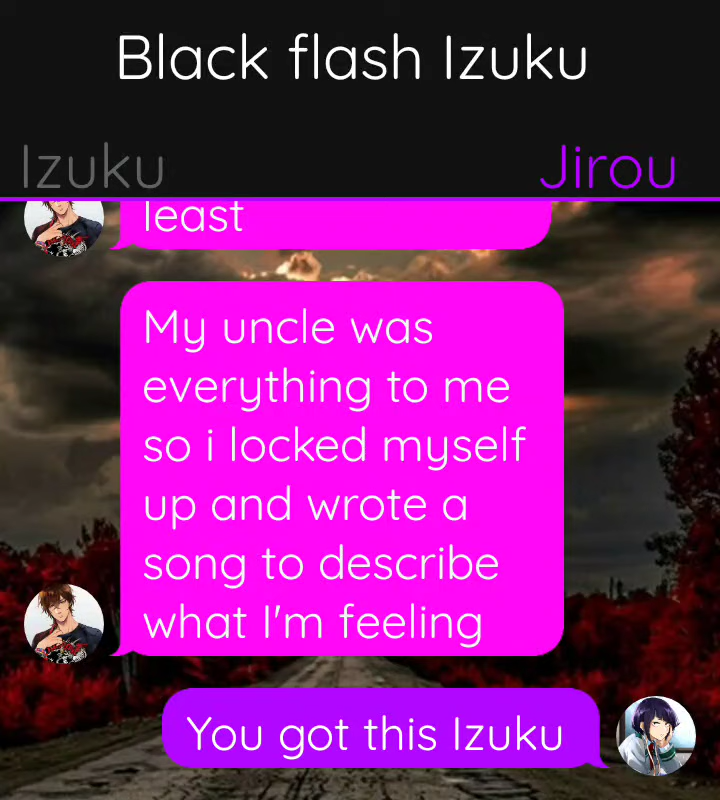 Black flash Izuku
Izuku
Jirou
least
My uncle was
everything to me
so i locked myself
up and wrote a
song to describe
what I'm feeling
You got this Izuku